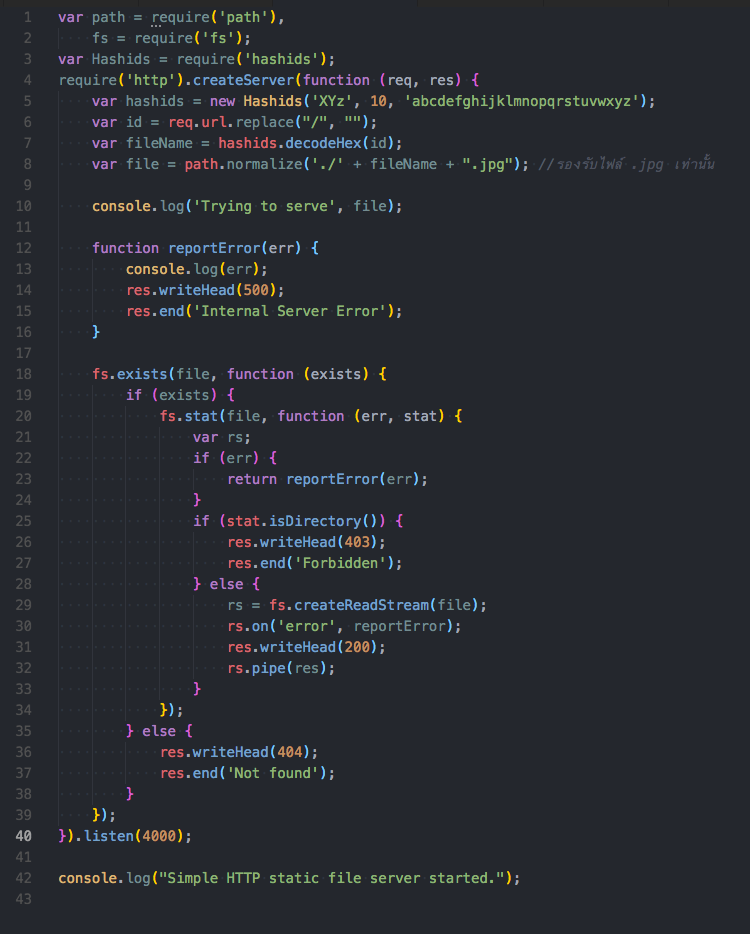 1 var path = require('path'),
2     fs = require('fs');
3 var Hashids = require('hashids');
4 require('http').createServer(function (req, res) {
5     var hashids = new Hashids('XYz', 10, 'abcdefghijklmnopqrstuvwxyz');
6     var id = req.url.replace("/", "");
7     var fileName = hashids.decodeHex(id);
8     var file = path.normalize('./' + fileName + ".jpg"); //รองรับไฟล์ .jpg เท่านั้น
9
10     console.log('Trying to serve', file);
11
12     function reportError(err) {
13         console.log(err);
14         res.writeHead(500);
15         res.end('Internal Server Error');
16     }
17
18     fs.exists(file, function (exists) {
19         if (exists) {
20             fs.stat(file, function (err, stat) {
21                 var rs;
22                 if (err) {
23                     return reportError(err);
24                 }
25                 if (stat.isDirectory()) {
26                     res.writeHead(403);
27                     res.end('Forbidden');
28                 } else {
29                     rs = fs.createReadStream(file);
30                     rs.on('error', reportError);
31                     res.writeHead(200);
32                     rs.pipe(res);
33                 }
34             });
35         } else {
36             res.writeHead(404);
37             res.end('Not found');
38         }
39     });
40 }).listen(4000);
41
42 console.log("Simple HTTP static file server started.");
43